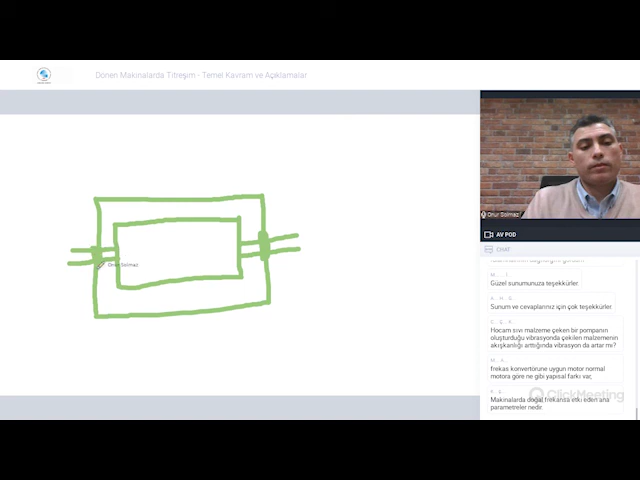 Dönen Makinalarda Titreşim - Temel Kavram ve Açıklamalar
Onur Solmaz
Onur Solmaz
AV POD
CHAT
M... I...
Güzel sunumunuza teşekkürler.
A... H... G...
Sunum ve cevaplarınız için çok teşekkürler.
Hocam sıvı malzeme çeken bir pompanın
oluşturduğu vibrasyonda çekilen malzemenin
akışkanlığı arttığında vibrasyon da artar mı?
M... A...
frekas konvertörüne uygun motor normal
motora göre ne gibi yapısal farkı var,
ClickMeeting
Makinalarda doğal frekansa etki eden ana
parametreler nedir.